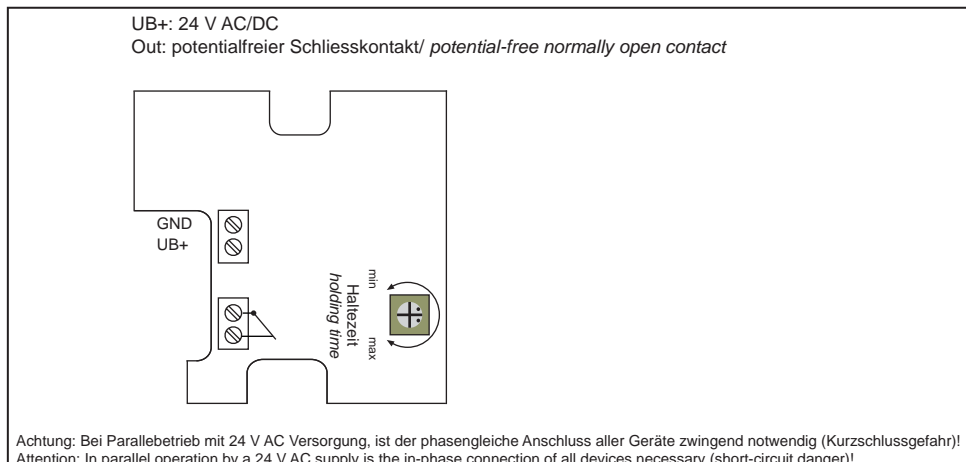 UB+: 24 V AC/DC
Out: potentialfreier Schliesskontakt/ potential-free normally open contact
GND
UB+
min
Haltezeit
holding time
max
Achtung: Bei Parallebetrieb mit 24 V AC Versorgung, ist der phasengleiche Anschluss aller Geräte zwingend notwendig (Kurzschlussgefahr)!
Attention: In parallel operation by a 24 V AC supply is the in-phase connection of all devices necessary (short-circuit danger)!